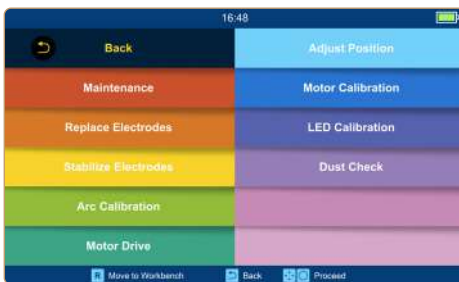 16:48
Back
Adjust Position
Maintenance
Motor Calibration
Replace Electrodes
LED Calibration
Stabilize Electrodes
Dust Check
Arc Calibration
Motor Drive
R Move to Workbench Back Proceed